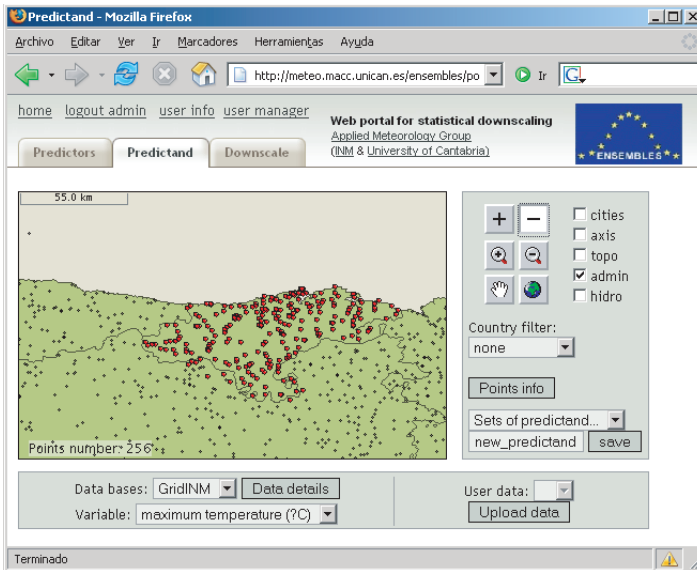 Predictand - Mozilla Firefox
Archivo Editar Ver Ir Marcadores Herramientas Ayuda
http://meteo.macc.unican.es/ensembles/po Ir G
home logout admin user info user manager
Web portal for statistical downscaling
Applied Meteorology Group
(INM & University of Cantabria)
ENSEMBLES
Predictors Predictand Downscale
55.0 km
cities
axis
topo
admin
hidro
Country filter:
none
Points info
Sets of predictand...
new_predictand save
Points number: 256
Data bases: GridINM Data details
Variable: maximum temperature (?C)
User data:
Upload data
Terminado